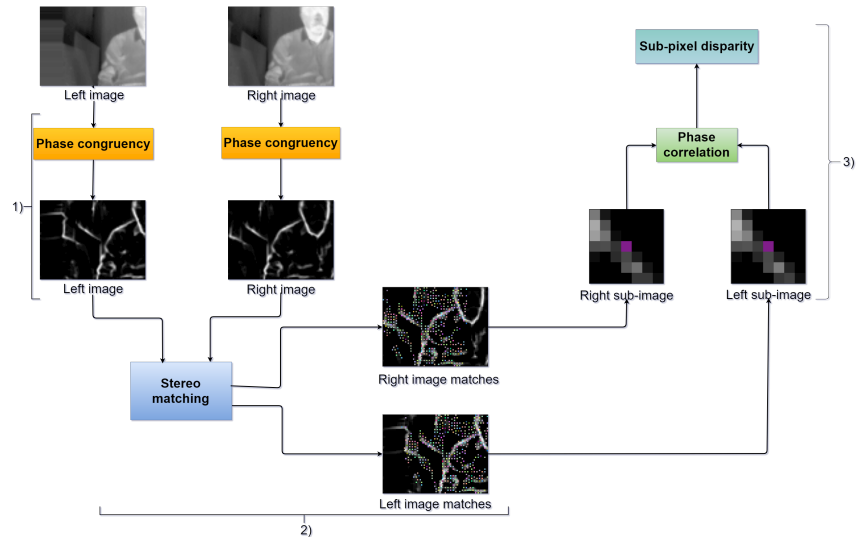 Left image
Right image
Sub-pixel disparity
Phase congruency
Phase congruency
Phase
correlation
3)
1)
Left image
Right image
Right sub-image
Left sub-image
Stereo
matching
Right image matches
Left image matches
2)